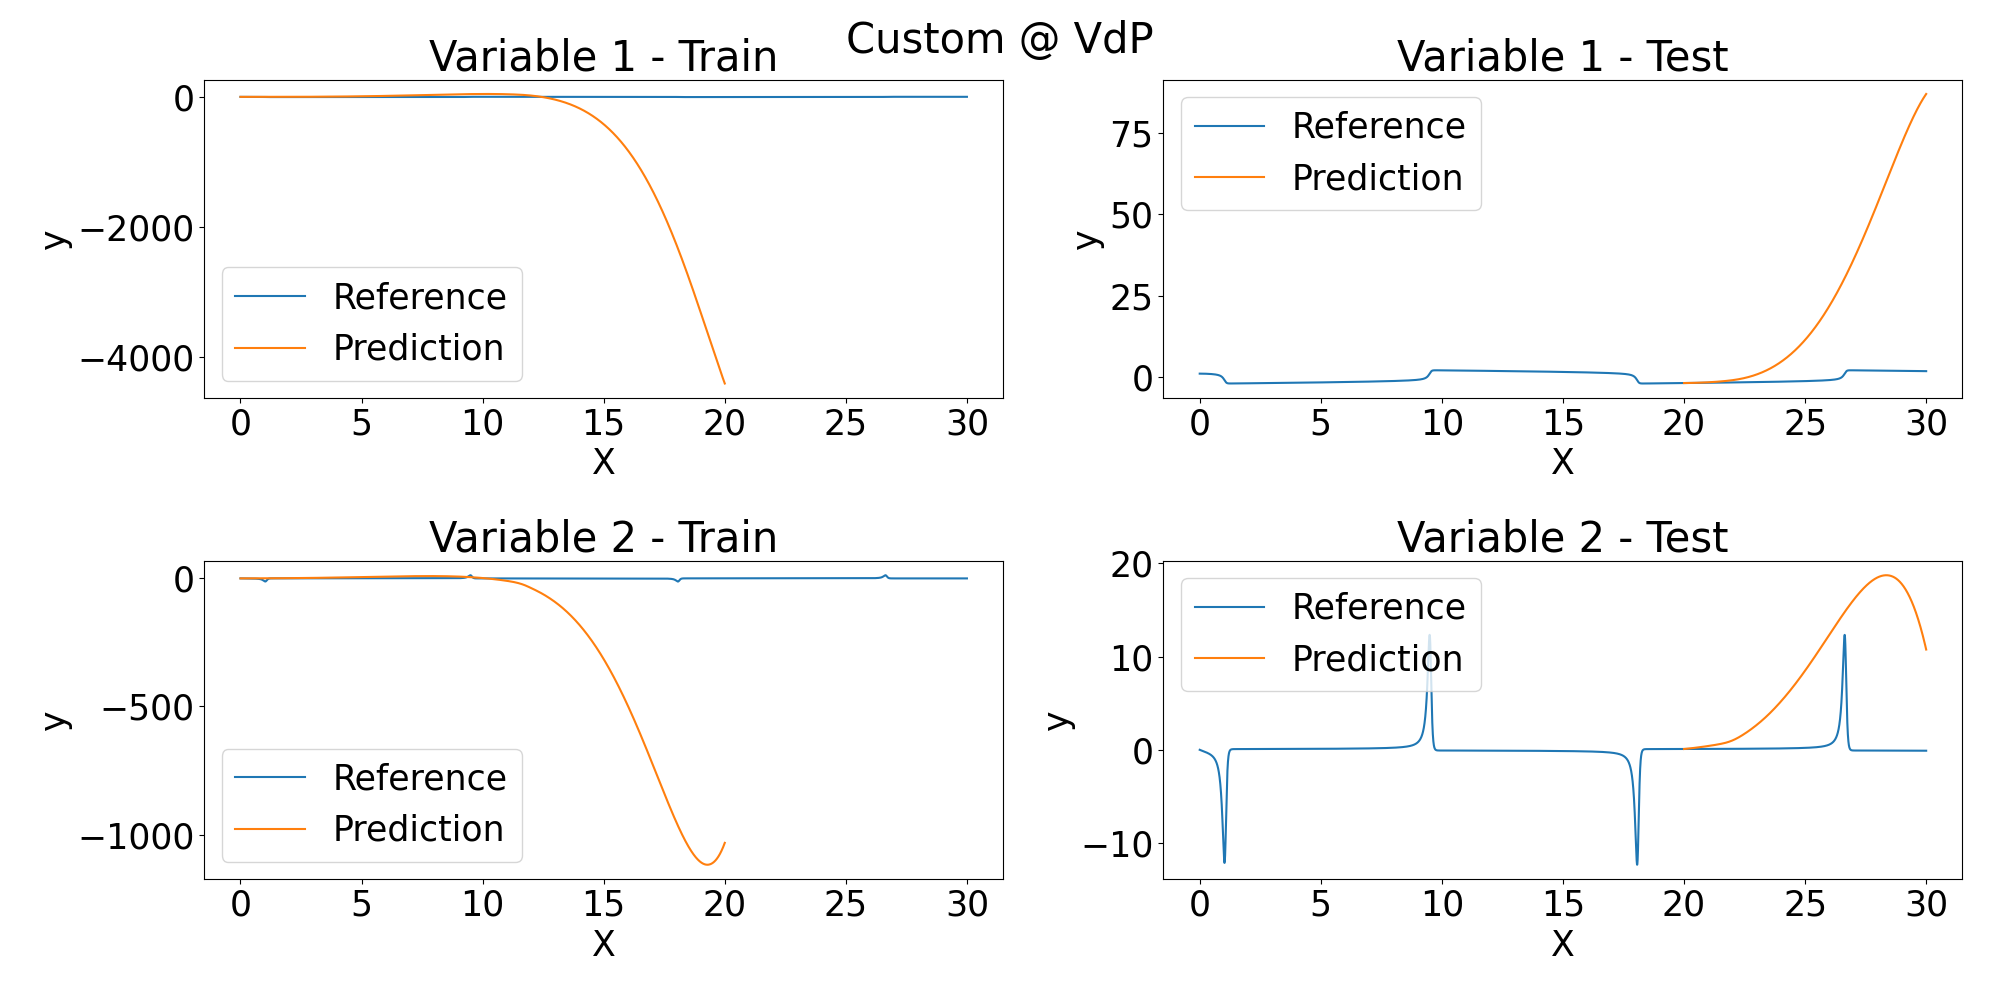 Custom @ VdP
Variable 1 - Train
0
−2000
−4000
y
Reference
Prediction
0 5 10 15 20 25 30
X
Variable 1 - Test
75
50
25
0
y
Reference
Prediction
0 5 10 15 20 25 30
X
Variable 2 - Train
0
−500
−1000
y
Reference
Prediction
0 5 10 15 20 25 30
X
Variable 2 - Test
20
10
0
−10
y
Reference
Prediction
0 5 10 15 20 25 30
X